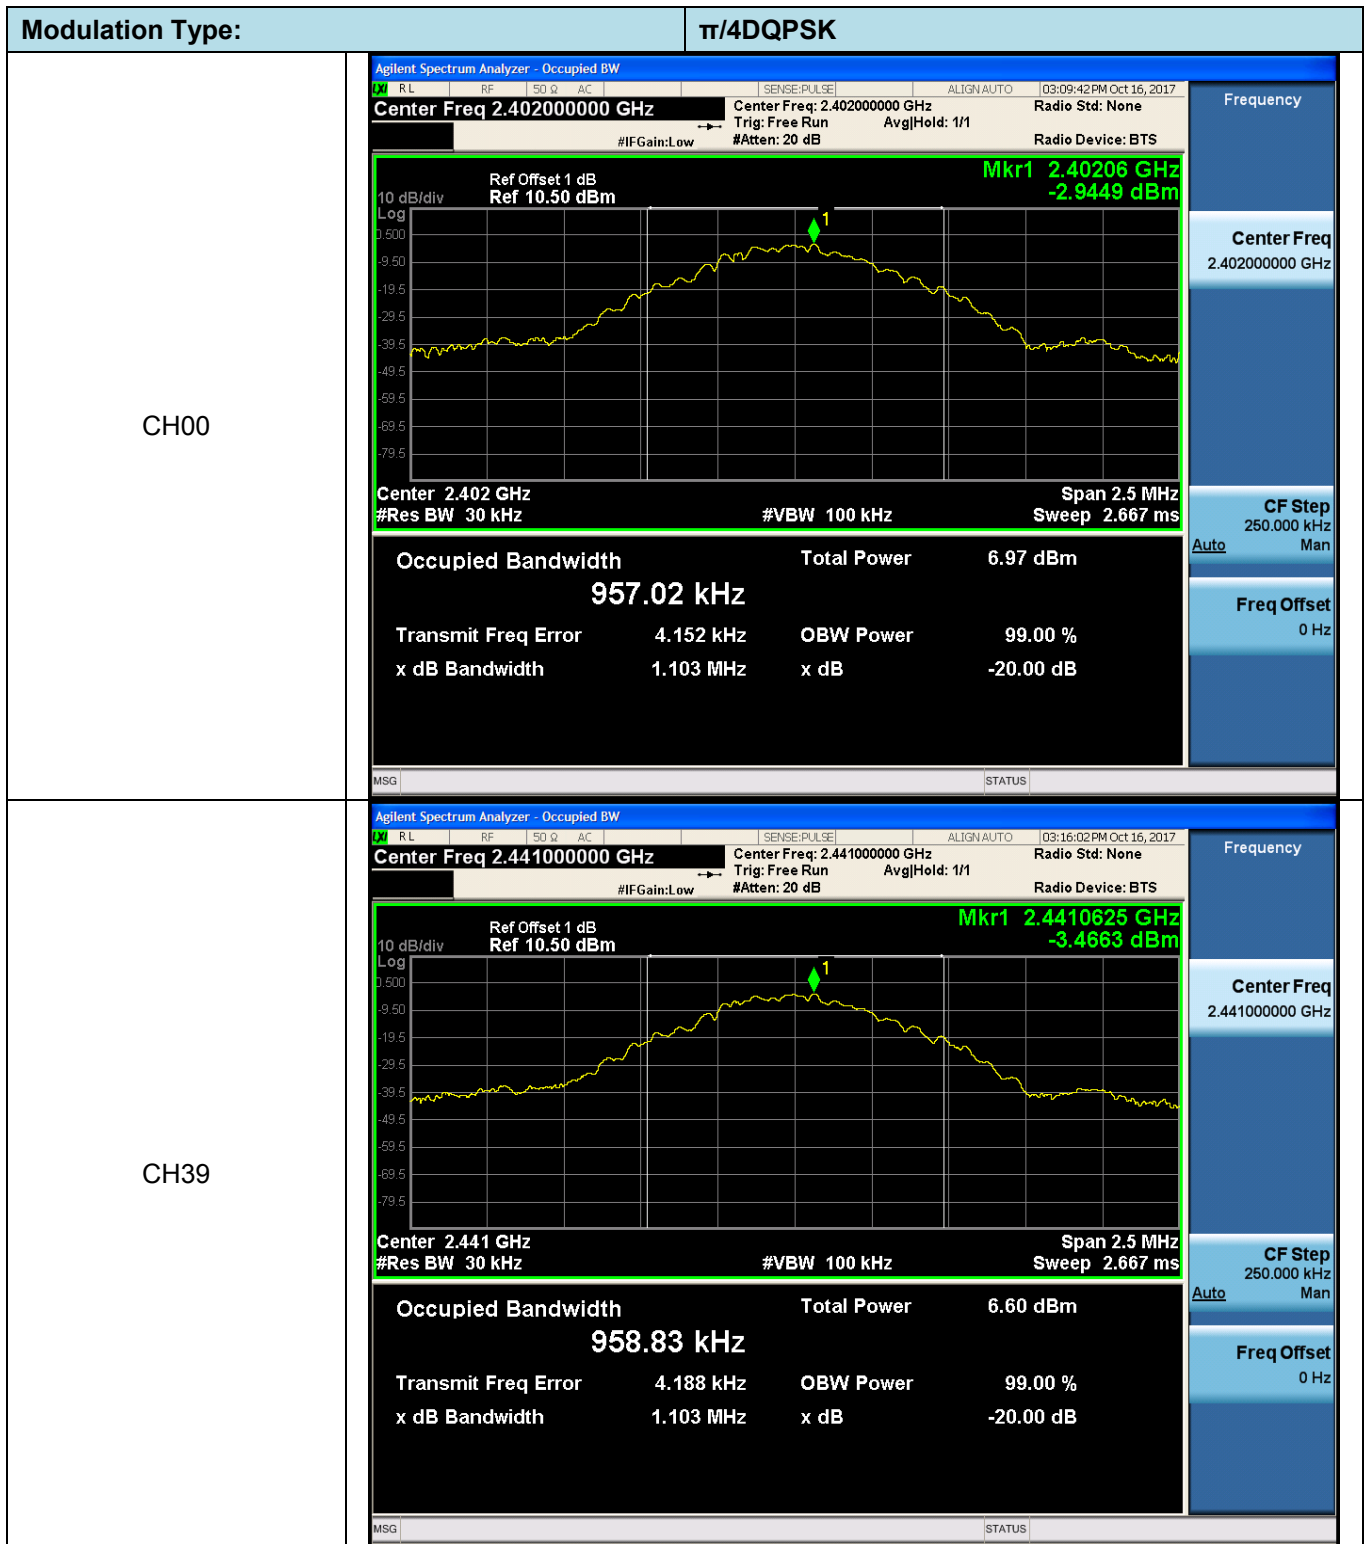 Modulation Type: π/4DQPSK
CH00
Agilent Spectrum Analyzer - Occupied BW
LXI RL RF 50 Ω AC SENSE:PULSE ALIGN AUTO 03:09:42 PM Oct 16, 2017
Center Freq 2.402000000 GHz
Center Freq: 2.402000000 GHz Radio Std: None
Trig: Free Run Avg|Hold: 1/1
#IFGain:Low #Atten: 20 dB Radio Device: BTS
Mkr1 2.40206 GHz
-2.9449 dBm
Ref Offset 1 dB
10 dB/div Ref 10.50 dBm
Log
0.500
-9.50
-19.5
-29.5
-39.5
-49.5
-59.5
-69.5
-79.5
1
Center 2.402 GHz Span 2.5 MHz
#Res BW 30 kHz #VBW 100 kHz Sweep 2.667 ms
Occupied Bandwidth Total Power 6.97 dBm
957.02 kHz
Transmit Freq Error 4.152 kHz OBW Power 99.00 %
x dB Bandwidth 1.103 MHz x dB -20.00 dB
MSG STATUS
Frequency
Center Freq
2.402000000 GHz
CF Step
250.000 kHz
Auto Man
Freq Offset
0 Hz
CH39
Agilent Spectrum Analyzer - Occupied BW
LXI RL RF 50 Ω AC SENSE:PULSE ALIGN AUTO 03:16:02 PM Oct 16, 2017
Center Freq 2.441000000 GHz
Center Freq: 2.441000000 GHz Radio Std: None
Trig: Free Run Avg|Hold: 1/1
#IFGain:Low #Atten: 20 dB Radio Device: BTS
Mkr1 2.4410625 GHz
-3.4663 dBm
Ref Offset 1 dB
10 dB/div Ref 10.50 dBm
Log
0.500
-9.50
-19.5
-29.5
-39.5
-49.5
-59.5
-69.5
-79.5
1
Center 2.441 GHz Span 2.5 MHz
#Res BW 30 kHz #VBW 100 kHz Sweep 2.667 ms
Occupied Bandwidth Total Power 6.60 dBm
958.83 kHz
Transmit Freq Error 4.188 kHz OBW Power 99.00 %
x dB Bandwidth 1.103 MHz x dB -20.00 dB
MSG STATUS
Frequency
Center Freq
2.441000000 GHz
CF Step
250.000 kHz
Auto Man
Freq Offset
0 Hz